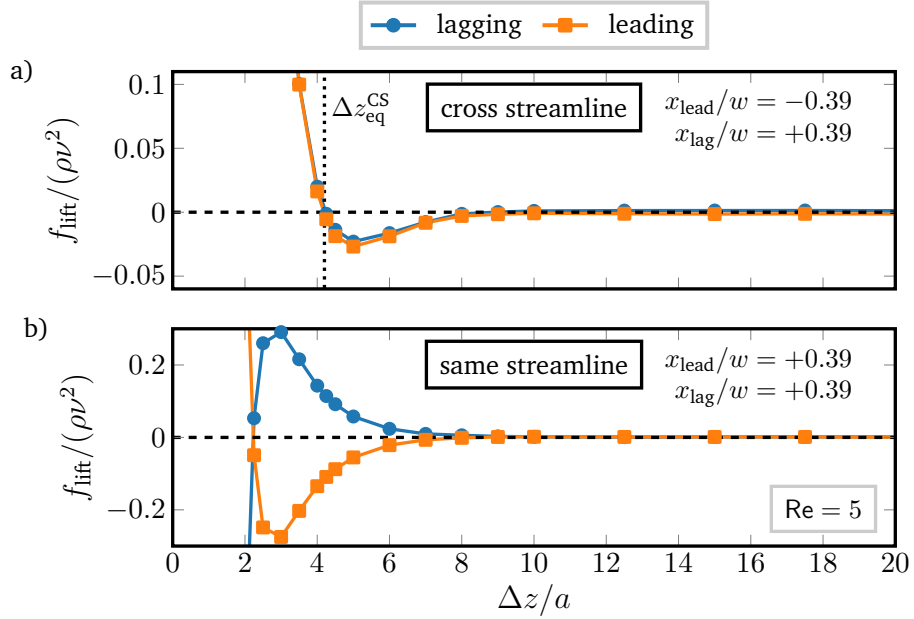 lagging leading
a)
0.1
0.05
0
−0.05
f_lift/(ρν²)
Δz_eq^CS
cross streamline
x_lead/w = −0.39
x_lag/w = +0.39
b)
0.2
0
−0.2
f_lift/(ρν²)
same streamline
x_lead/w = +0.39
x_lag/w = +0.39
Re = 5
0 2 4 6 8 10 12 14 16 18 20
Δz/a